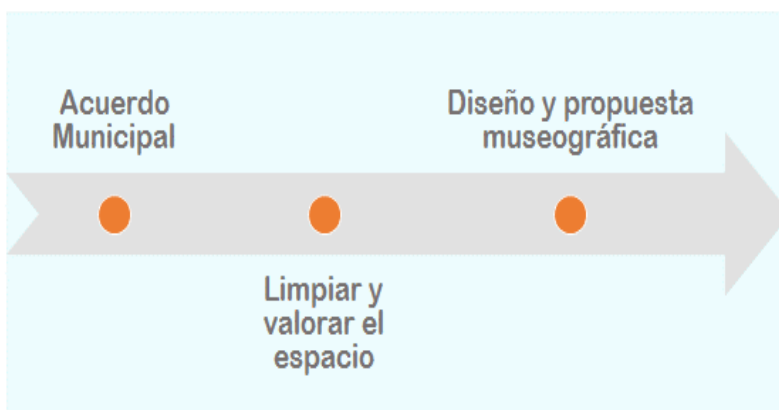 Acuerdo
Municipal
Limpiar y
valorar el
espacio
Diseño y propuesta
museográfica